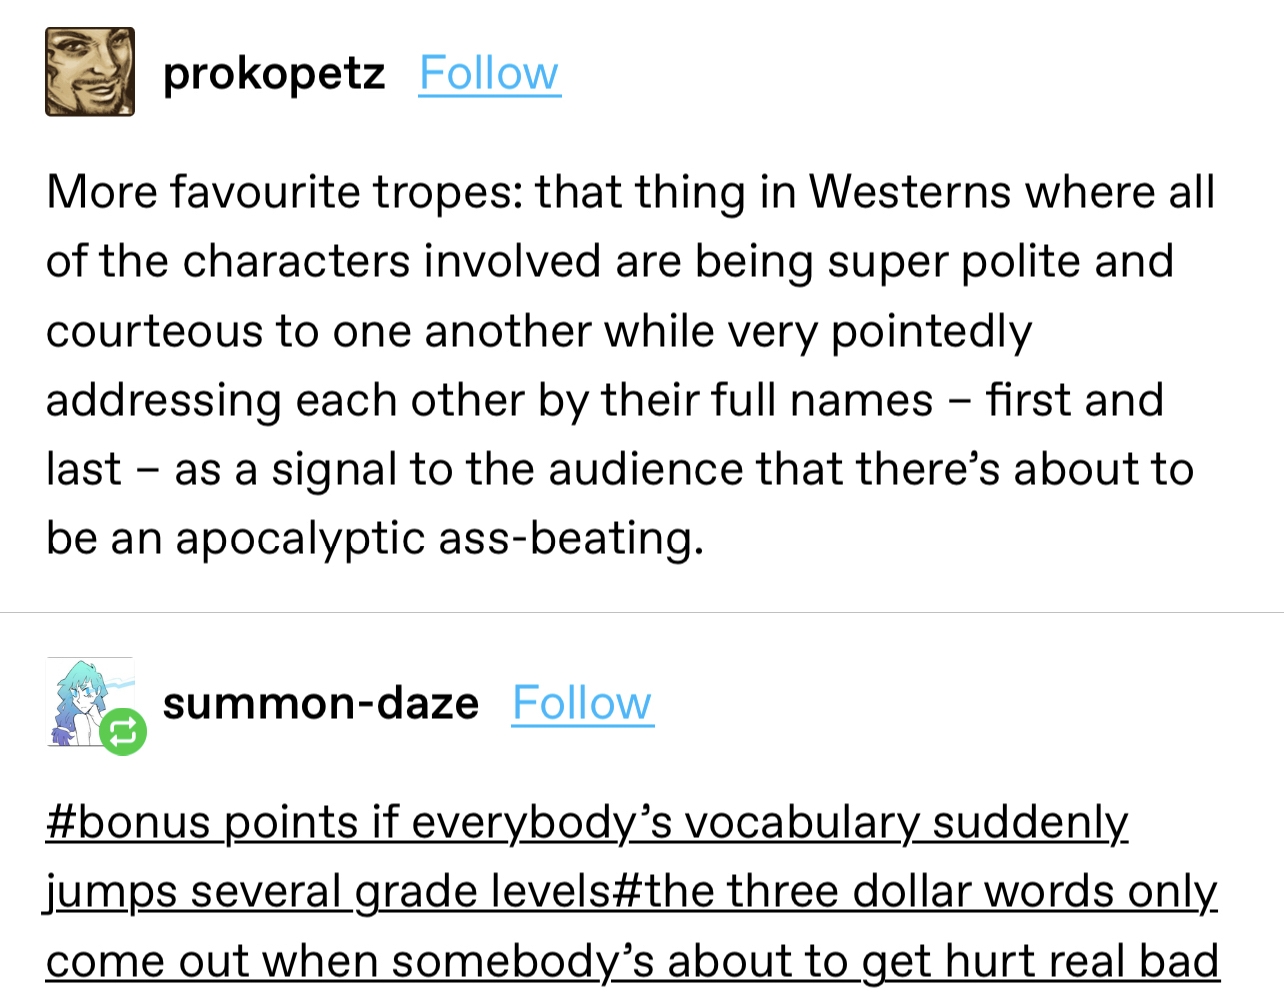 prokopetz Follow
More favourite tropes: that thing in Westerns where all
of the characters involved are being super polite and
courteous to one another while very pointedly
addressing each other by their full names – first and
last – as a signal to the audience that there’s about to
be an apocalyptic ass-beating.
summon-daze Follow
#bonus points if everybody’s vocabulary suddenly
jumps several grade levels#the three dollar words only
come out when somebody’s about to get hurt real bad